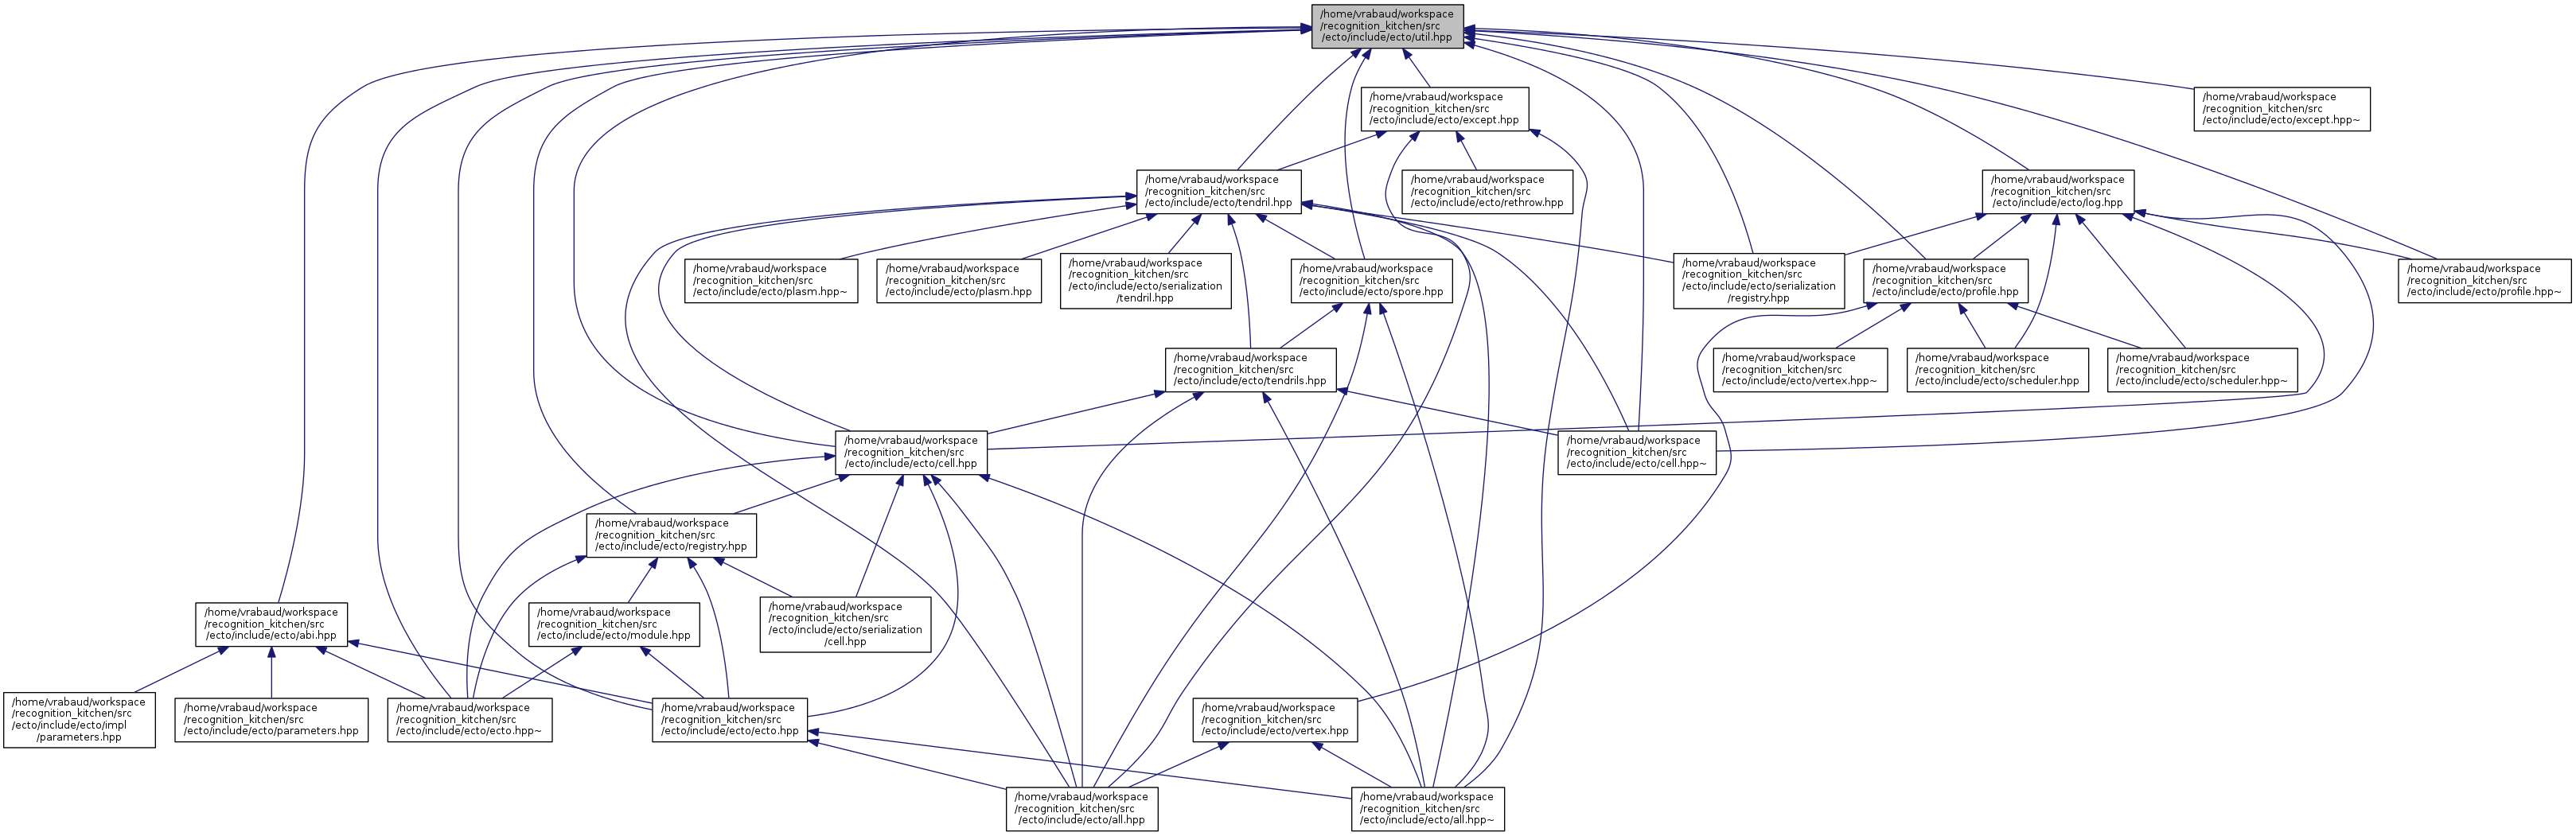 /home/vrabaud/workspace
/recognition_kitchen/src
/ecto/include/ecto/util.hpp
/home/vrabaud/workspace
/recognition_kitchen/src
/ecto/include/ecto/except.hpp
/home/vrabaud/workspace
/recognition_kitchen/src
/ecto/include/ecto/except.hpp~
/home/vrabaud/workspace
/recognition_kitchen/src
/ecto/include/ecto/tendril.hpp
/home/vrabaud/workspace
/recognition_kitchen/src
/ecto/include/ecto/rethrow.hpp
/home/vrabaud/workspace
/recognition_kitchen/src
/ecto/include/ecto/log.hpp
/home/vrabaud/workspace
/recognition_kitchen/src
/ecto/include/ecto/plasm.hpp~
/home/vrabaud/workspace
/recognition_kitchen/src
/ecto/include/ecto/plasm.hpp
/home/vrabaud/workspace
/recognition_kitchen/src
/ecto/include/ecto/serialization
/tendril.hpp
/home/vrabaud/workspace
/recognition_kitchen/src
/ecto/include/ecto/spore.hpp
/home/vrabaud/workspace
/recognition_kitchen/src
/ecto/include/ecto/serialization
/registry.hpp
/home/vrabaud/workspace
/recognition_kitchen/src
/ecto/include/ecto/profile.hpp
/home/vrabaud/workspace
/recognition_kitchen/src
/ecto/include/ecto/profile.hpp~
/home/vrabaud/workspace
/recognition_kitchen/src
/ecto/include/ecto/tendrils.hpp
/home/vrabaud/workspace
/recognition_kitchen/src
/ecto/include/ecto/vertex.hpp~
/home/vrabaud/workspace
/recognition_kitchen/src
/ecto/include/ecto/scheduler.hpp
/home/vrabaud/workspace
/recognition_kitchen/src
/ecto/include/ecto/scheduler.hpp~
/home/vrabaud/workspace
/recognition_kitchen/src
/ecto/include/ecto/cell.hpp
/home/vrabaud/workspace
/recognition_kitchen/src
/ecto/include/ecto/cell.hpp~
/home/vrabaud/workspace
/recognition_kitchen/src
/ecto/include/ecto/registry.hpp
/home/vrabaud/workspace
/recognition_kitchen/src
/ecto/include/ecto/abi.hpp
/home/vrabaud/workspace
/recognition_kitchen/src
/ecto/include/ecto/module.hpp
/home/vrabaud/workspace
/recognition_kitchen/src
/ecto/include/ecto/serialization
/cell.hpp
/home/vrabaud/workspace
/recognition_kitchen/src
/ecto/include/ecto/impl
/parameters.hpp
/home/vrabaud/workspace
/recognition_kitchen/src
/ecto/include/ecto/parameters.hpp
/home/vrabaud/workspace
/recognition_kitchen/src
/ecto/include/ecto/ecto.hpp~
/home/vrabaud/workspace
/recognition_kitchen/src
/ecto/include/ecto/ecto.hpp
/home/vrabaud/workspace
/recognition_kitchen/src
/ecto/include/ecto/vertex.hpp
/home/vrabaud/workspace
/recognition_kitchen/src
/ecto/include/ecto/all.hpp
/home/vrabaud/workspace
/recognition_kitchen/src
/ecto/include/ecto/all.hpp~